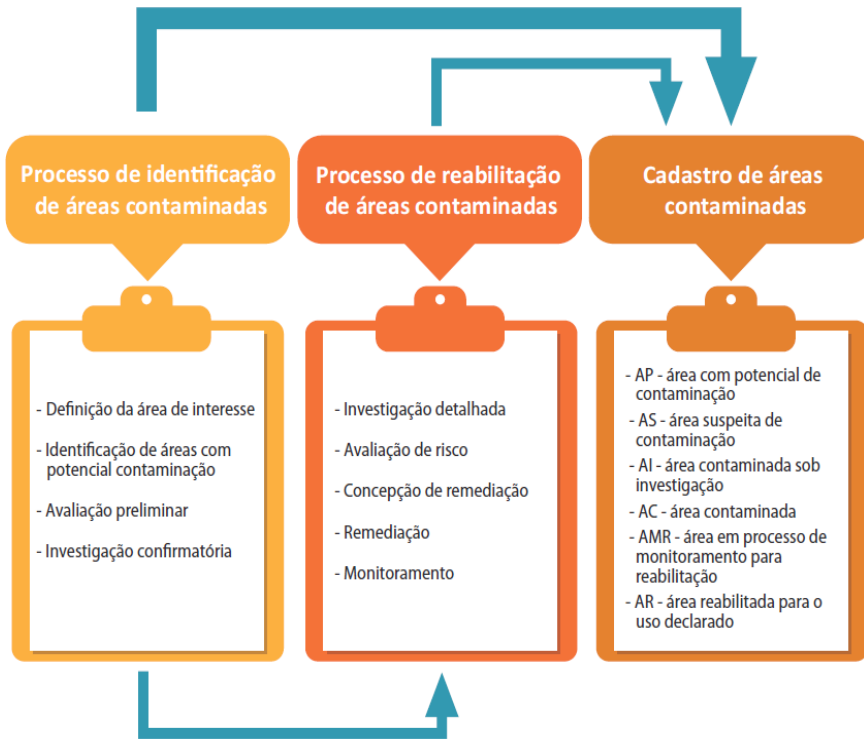 Processo de identificação
de áreas contaminadas
Processo de reabilitação
de áreas contaminadas
Cadastro de áreas
contaminadas
- Definição da área de interesse
- Identificação de áreas com
potencial contaminação
- Avaliação preliminar
- Investigação confirmatória
- Investigação detalhada
- Avaliação de risco
- Concepção de remediação
- Remediação
- Monitoramento
- AP - área com potencial de
contaminação
- AS - área suspeita de
contaminação
- AI - área contaminada sob
investigação
- AC - área contaminada
- AMR - área em processo de
monitoramento para
reabilitação
- AR - área reabilitada para o
uso declarado